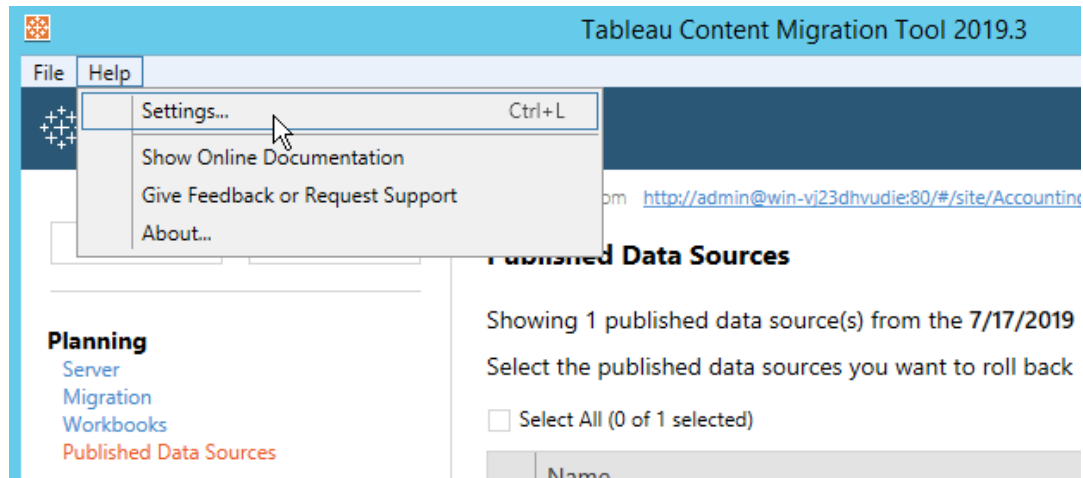 Tableau Content Migration Tool 2019.3
File Help
Settings... Ctrl+L
Show Online Documentation
Give Feedback or Request Support
About...
http://admin@win-vj23dhvudie:80/#/site/Accounting
Published Data Sources
Showing 1 published data source(s) from the 7/17/2019
Select the published data sources you want to roll back
Select All (0 of 1 selected)
Name
Planning
Server
Migration
Workbooks
Published Data Sources